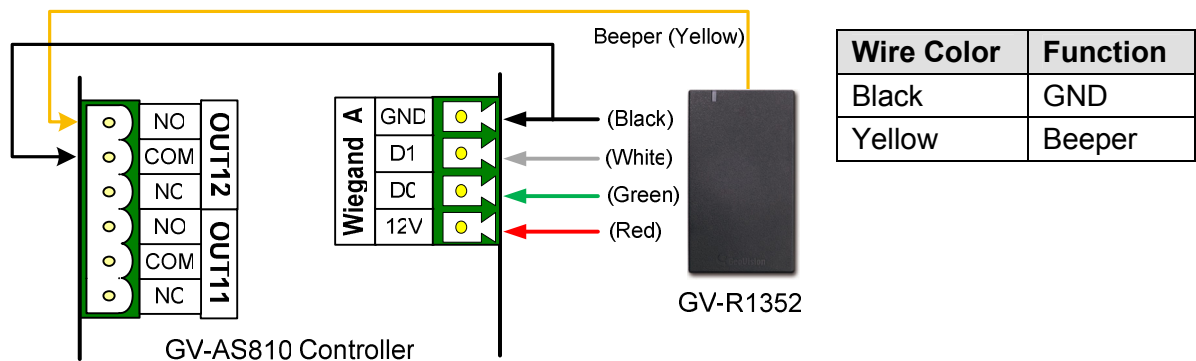 Beeper (Yellow)
NO
COM
NC
OUT12
NO
COM
NC
OUT11
Wiegand A
GND
D1
D0
12V
(Black)
(White)
(Green)
(Red)
GV-R1352
GV-AS810 Controller
Wire Color Function
Black GND
Yellow Beeper